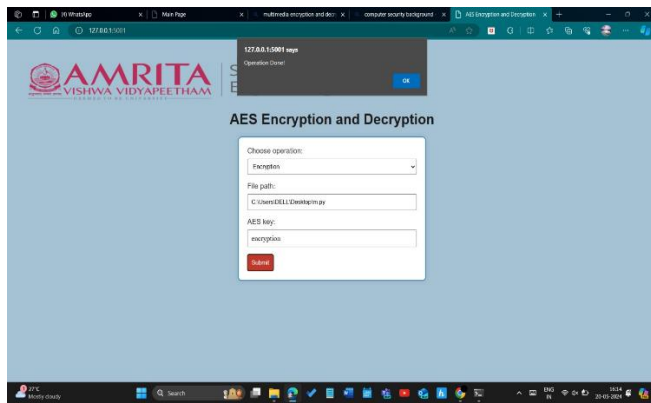 (1) WhatsApp
Main Page
multimedia encryption and decr
computer security background
AES Encryption and Decryption
127.0.0.1:5001
127.0.0.1:5001 says
Operation Done!
OK
AMRITA
VISHWA VIDYAPEETHAM
S
E
AES Encryption and Decryption
Choose operation:
Encryption
File path:
C:\Users\DELL\Desktop\m.py
AES key:
encryption
Submit
27°C
Mostly cloudy
Search
ENG
IN
16:14
20-03-2024